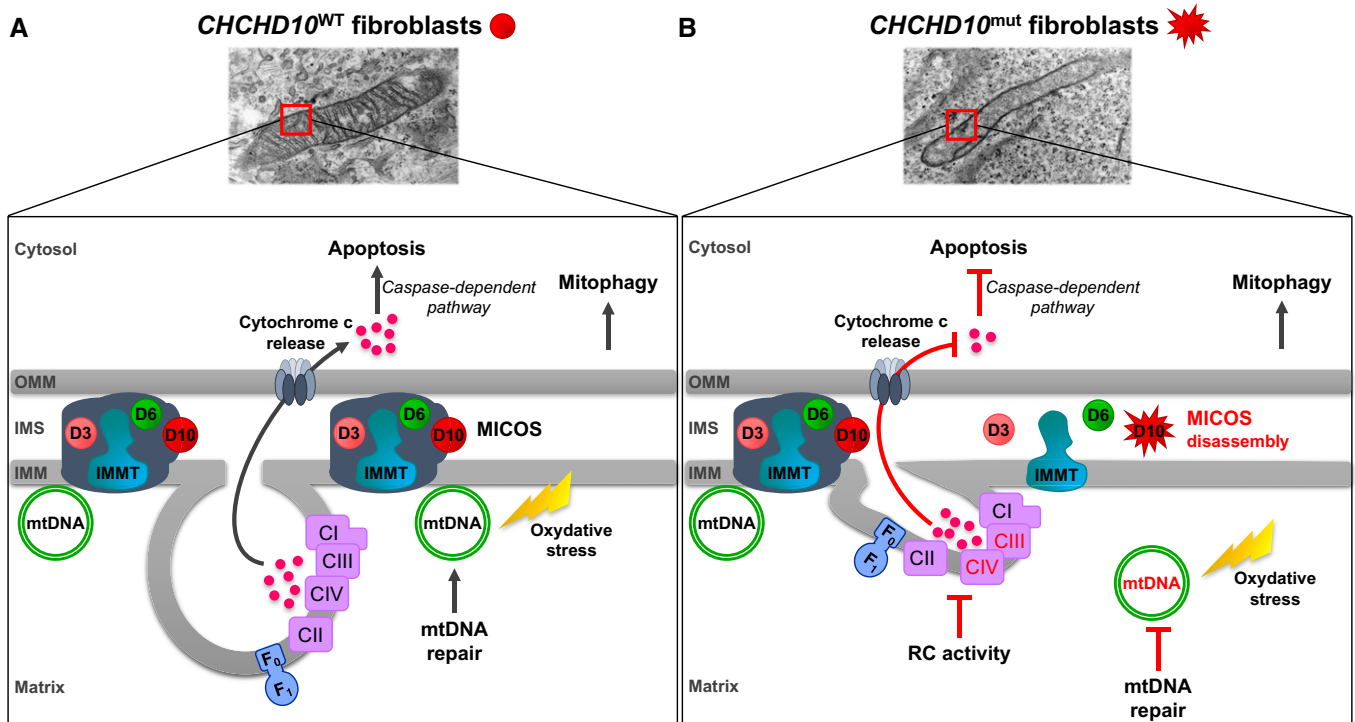 A
CHCHD10WT fibroblasts
Cytosol
Apoptosis
Caspase-dependent
pathway
Mitophagy
Cytochrome c
release
OMM
IMS
D3
D6
D10
IMMT
D3
D6
D10
IMMT
MICOS
IMM
mtDNA
mtDNA
Oxydative
stress
CI
CIII
CIV
CII
F0
F1
mtDNA
repair
Matrix
B
CHCHD10mut fibroblasts
Cytosol
Apoptosis
Caspase-dependent
pathway
Mitophagy
Cytochrome c
release
OMM
IMS
D3
D6
D10
IMMT
D3
D6
D10
IMMT
MICOS
disassembly
IMM
mtDNA
F0
F1
CI
CIII
CIV
CII
mtDNA
Oxydative
stress
RC activity
mtDNA
repair
Matrix